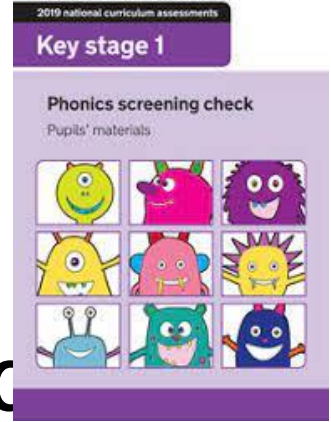 2019 national curriculum assessments
Key stage 1
Phonics screening check
Pupils' materials